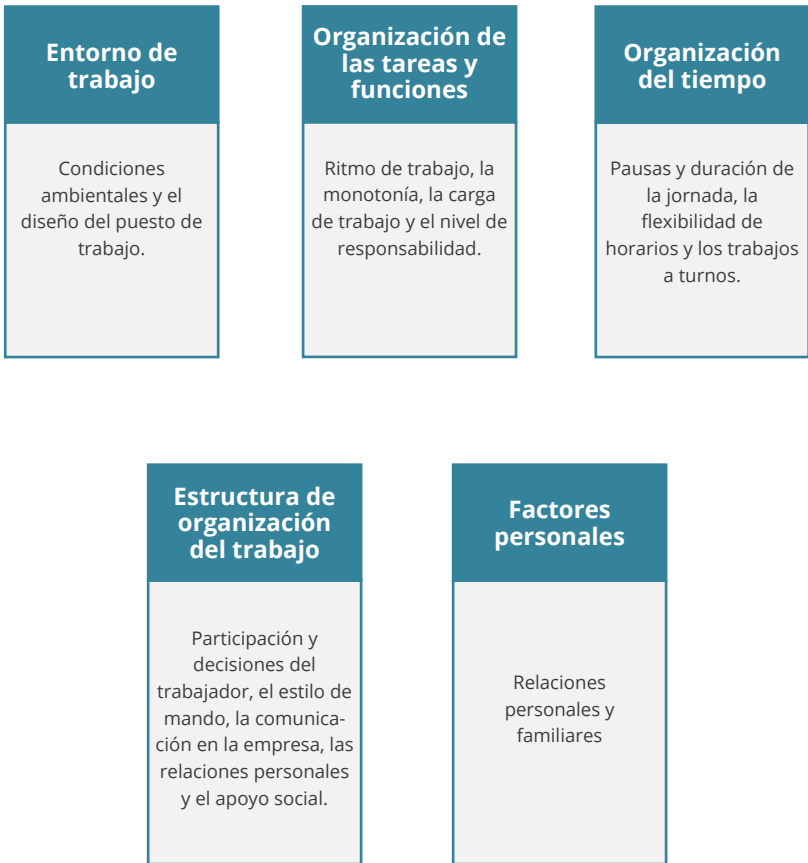 Entorno de
trabajo
Condiciones
ambientales y el
diseño del puesto de
trabajo.
Organización de
las tareas y
funciones
Ritmo de trabajo, la
monotonía, la carga
de trabajo y el nivel de
responsabilidad.
Organización
del tiempo
Pausas y duración de
la jornada, la
flexibilidad de
horarios y los trabajos
a turnos.
Estructura de
organización
del trabajo
Participación y
decisiones del
trabajador, el estilo de
mando, la comunica-
ción en la empresa, las
relaciones personales
y el apoyo social.
Factores
personales
Relaciones
personales y
familiares